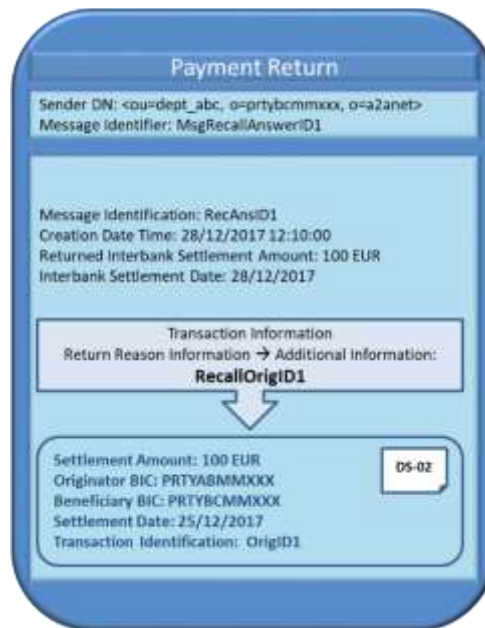 Payment Return
Sender DN: <ou=dept_abc, o=prtybcmmxxx, o=a2anet>
Message Identifier: MsgRecallAnswerID1
Message Identification: RecAnsID1
Creation Date Time: 28/12/2017 12:10:00
Returned Interbank Settlement Amount: 100 EUR
Interbank Settlement Date: 28/12/2017
Transaction Information
Return Reason Information → Additional Information:
RecallOrigID1
Settlement Amount: 100 EUR
DS-02
Originator BIC: PRTYABMMXXX
Beneficiary BIC: PRTYBCMMXXX
Settlement Date: 25/12/2017
Transaction Identification: OrigID1